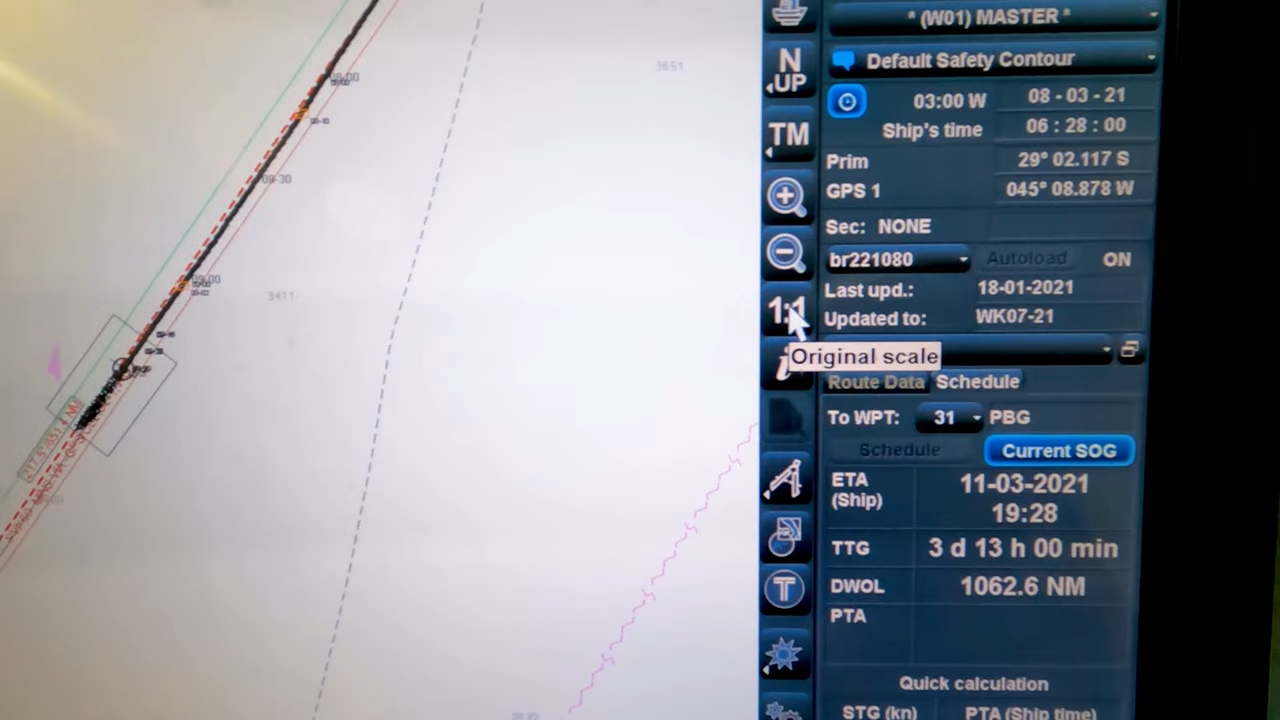 * (W01) MASTER *
N
UP
Default Safety Contour
03:00 W
08 - 03 - 21
TM
Ship's time
06 : 28 : 00
Prim
29° 02.117 S
GPS 1
045° 08.878 W
Sec: NONE
br221080
Autoload
ON
Last upd.:
18-01-2021
1:1
Updated to:
WK07-21
Original scale
i
Route Data
Schedule
To WPT:
31
PBG
Schedule
Current SOG
ETA
(Ship)
11-03-2021
19:28
TTG
3 d 13 h 00 min
DWOL
1062.6 NM
T
PTA
Quick calculation
STG (kn)
PTA (Ship time)
3651
08-30
3411